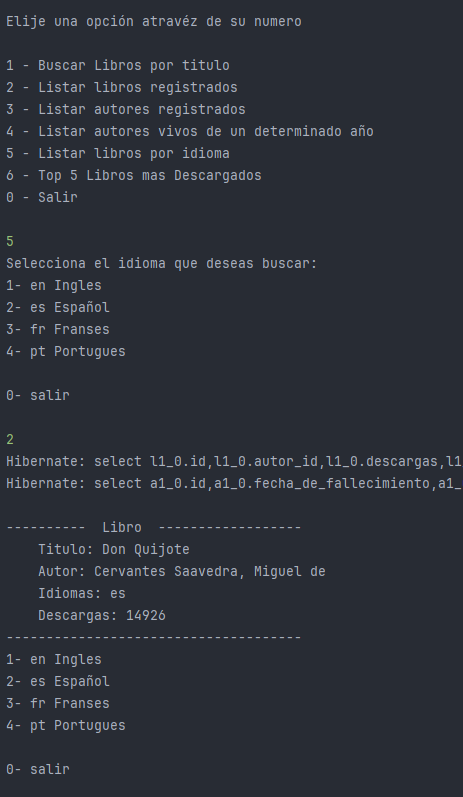 Elije una opción atravéz de su numero
1 - Buscar Libros por titulo
2 - Listar libros registrados
3 - Listar autores registrados
4 - Listar autores vivos de un determinado año
5 - Listar libros por idioma
6 - Top 5 Libros mas Descargados
0 - Salir
5
Selecciona el idioma que deseas buscar:
1- en Ingles
2- es Español
3- fr Franses
4- pt Portugues
0- salir
2
Hibernate: select l1_0.id,l1_0.autor_id,l1_0.descargas,l1
Hibernate: select a1_0.id,a1_0.fecha_de_fallecimiento,a1_
----------  Libro  ------------------
Titulo: Don Quijote
Autor: Cervantes Saavedra, Miguel de
Idiomas: es
Descargas: 14926
-------------------------------------
1- en Ingles
2- es Español
3- fr Franses
4- pt Portugues
0- salir